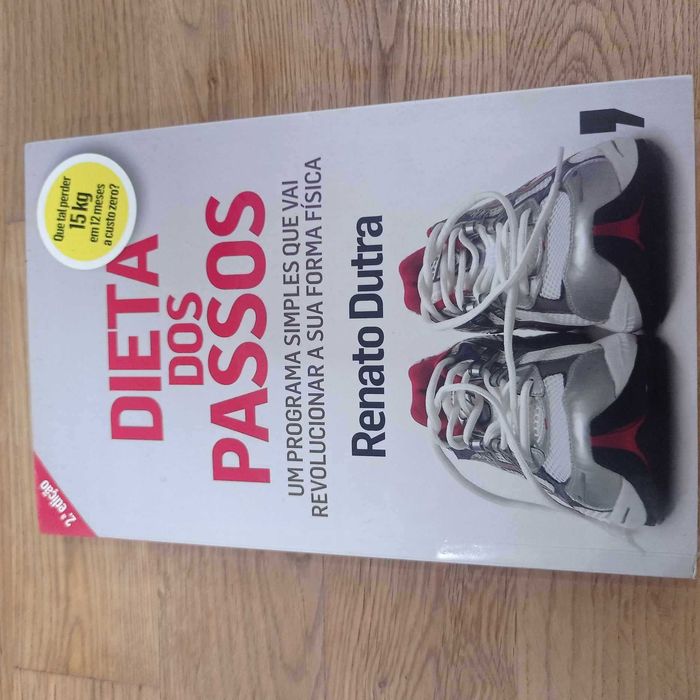 2.ª edição
Que tal perder
15 kg
em 12 meses
a custo zero?
DIETA
DOS
PASSOS
UM PROGRAMA SIMPLES QUE VAI
REVOLUCIONAR A SUA FORMA FÍSICA
Renato Dutra